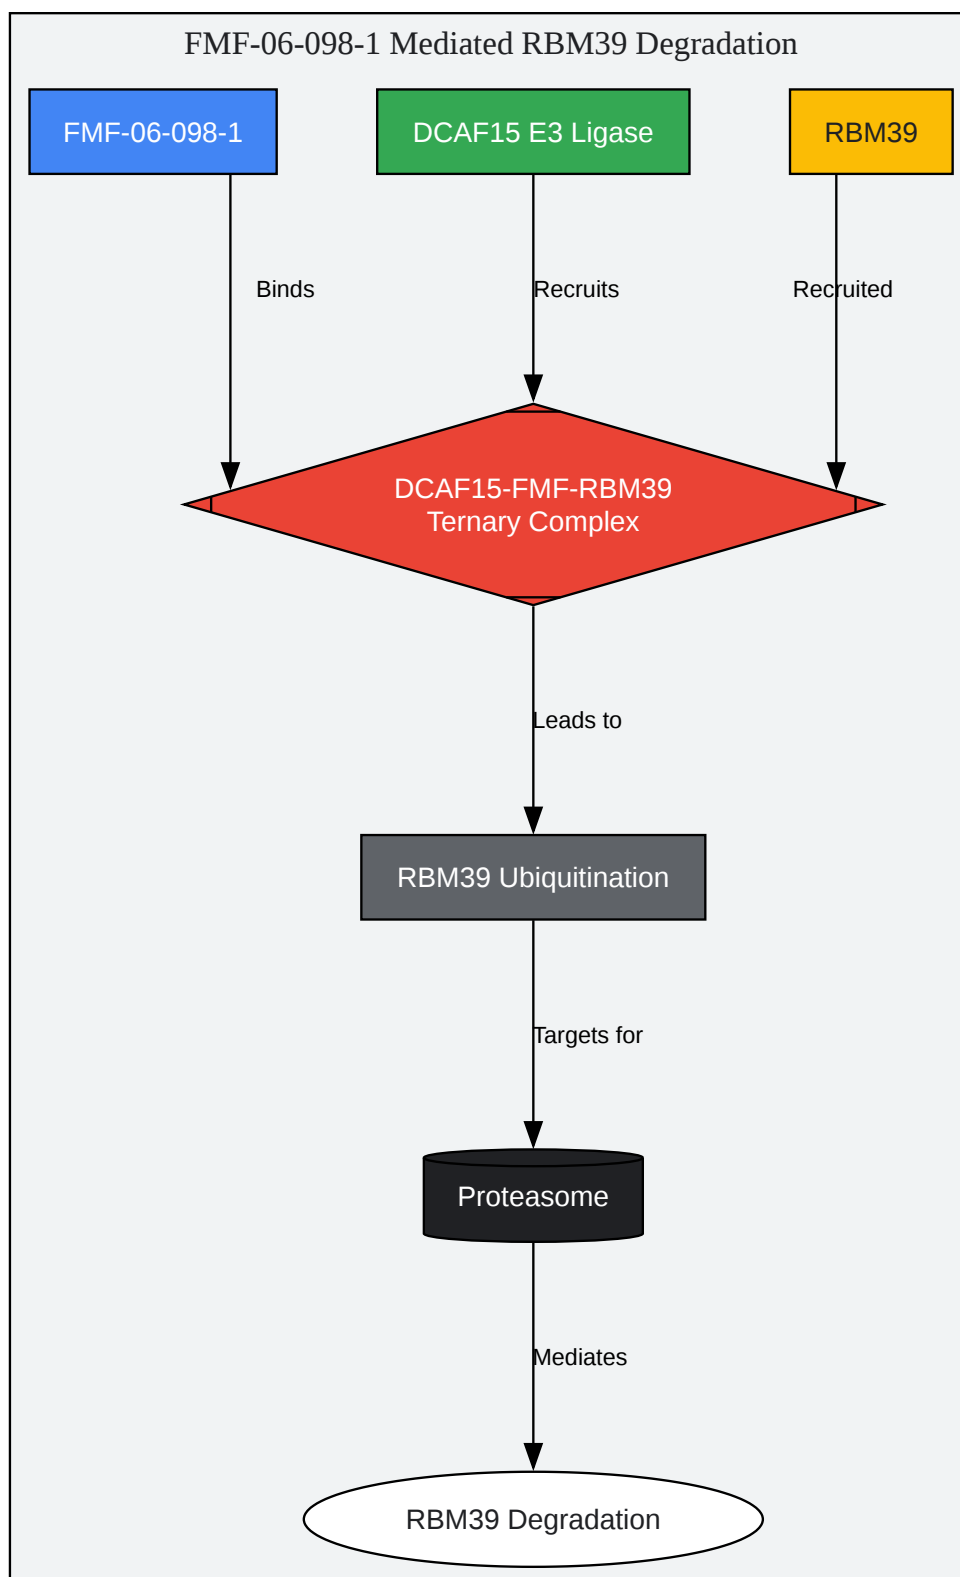 FMF-06-098-1 Mediated RBM39 Degradation
FMF-06-098-1
DCAF15 E3 Ligase
RBM39
Binds
Recruits
Recruited
DCAF15-FMF-RBM39
Ternary Complex
Leads to
RBM39 Ubiquitination
Targets for
Proteasome
Mediates
RBM39 Degradation